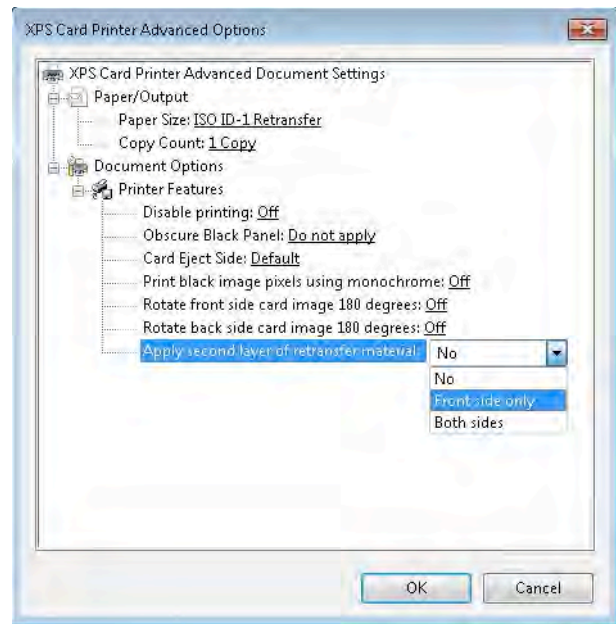 XPS Card Printer Advanced Options
XPS Card Printer Advanced Document Settings
Paper/Output
Paper Size: ISO ID-1 Retransfer
Copy Count: 1 Copy
Document Options
Printer Features
Disable printing: Off
Obscure Black Panel: Do not apply
Card Eject Side: Default
Print black image pixels using monochrome: Off
Rotate front side card image 180 degrees: Off
Rotate back side card image 180 degrees: Off
Apply second layer of retransfer material: No
No
Front side only
Both sides
OK Cancel